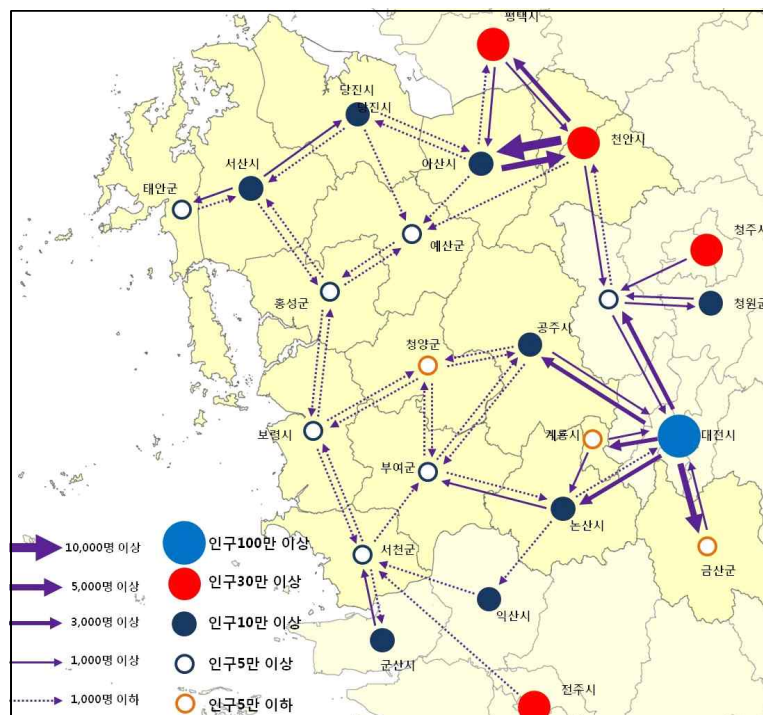 평택시
당진시
당진시
천안시
아산시
서산시
태안군
청주시
예산군
홍성군
청원군
공주시
청양군
보령시
계룡시
대전시
부여군
논산시
서천군
금산군
익산시
군산시
전주시
10,000명 이상
인구100만 이상
5,000명 이상
인구30만 이상
3,000명 이상
인구10만 이상
1,000명 이상
인구5만 이상
1,000명 이하
인구5만 이하